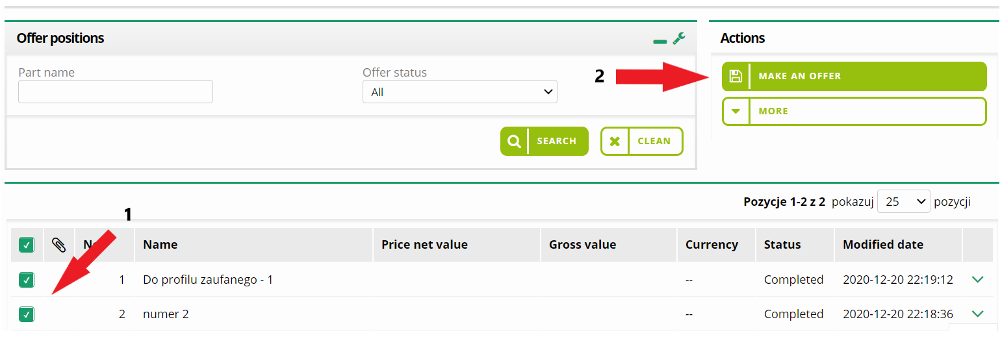 Offer positions
Actions
Part name
Offer status
All
2
MAKE AN OFFER
MORE
SEARCH
CLEAN
Pozycje 1-2 z 2 pokazuj 25 pozycji
1
Name Price net value Gross value Currency Status Modified date
1 Do profilu zaufanego - 1 -- Completed 2020-12-20 22:19:12
2 numer 2 -- Completed 2020-12-20 22:18:36